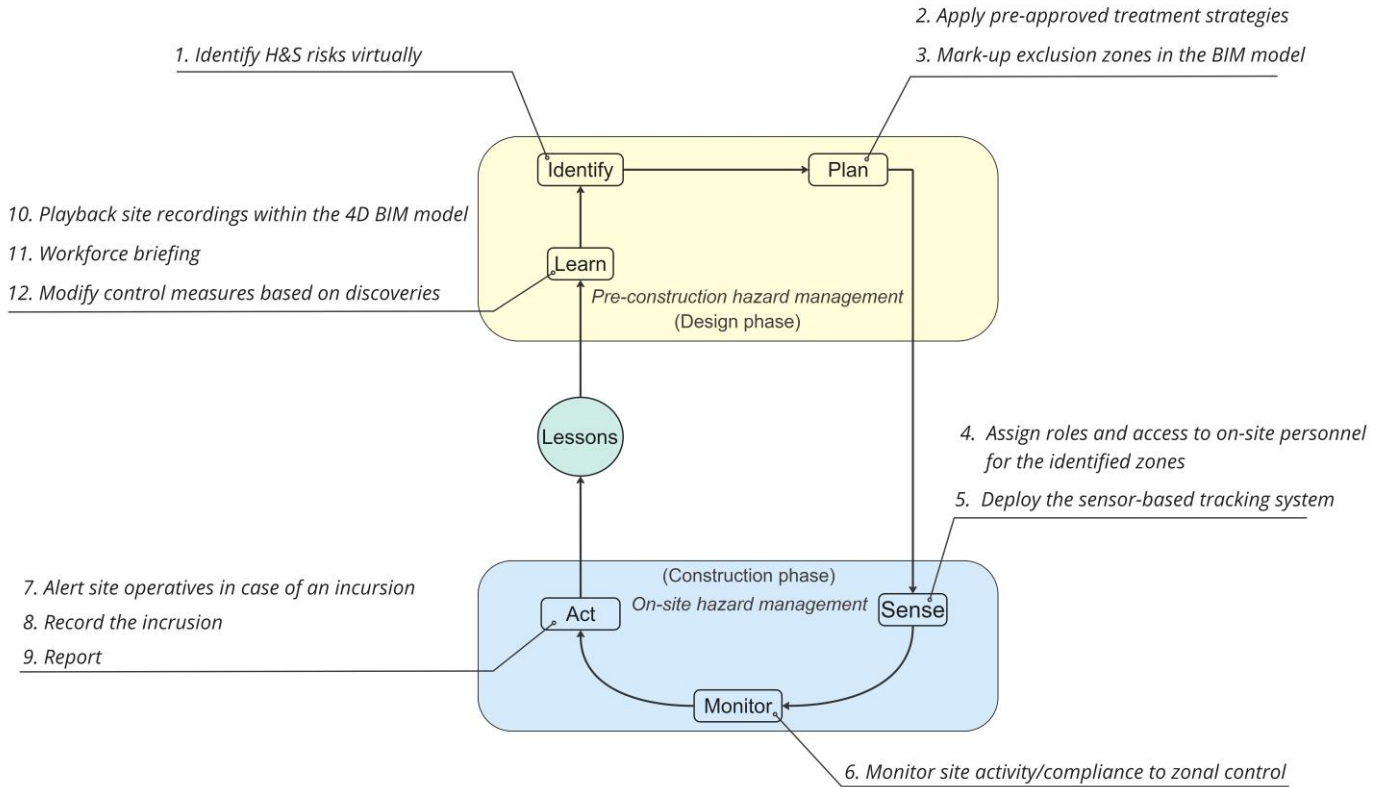 1. Identify H&S risks virtually
2. Apply pre-approved treatment strategies
3. Mark-up exclusion zones in the BIM model
Identify
Plan
10. Playback site recordings within the 4D BIM model
11. Workforce briefing
12. Modify control measures based on discoveries
Learn
Pre-construction hazard management
(Design phase)
Lessons
4. Assign roles and access to on-site personnel
for the identified zones
5. Deploy the sensor-based tracking system
(Construction phase)
On-site hazard management
7. Alert site operatives in case of an incursion
8. Record the incrusion
9. Report
Act
Sense
Monitor
6. Monitor site activity/compliance to zonal control